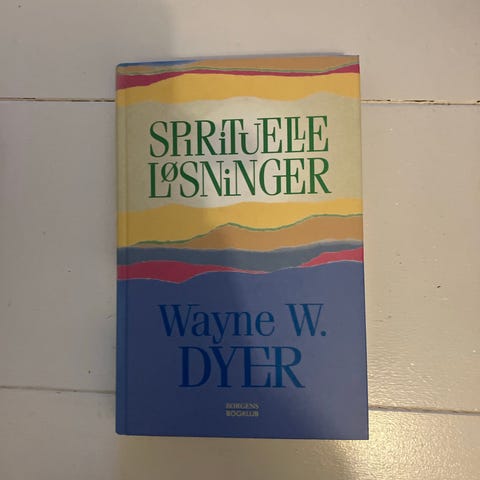 SPIRITUELLE
LØSNINGER
Wayne W.
DYER
BORGENS
BOGKLUB